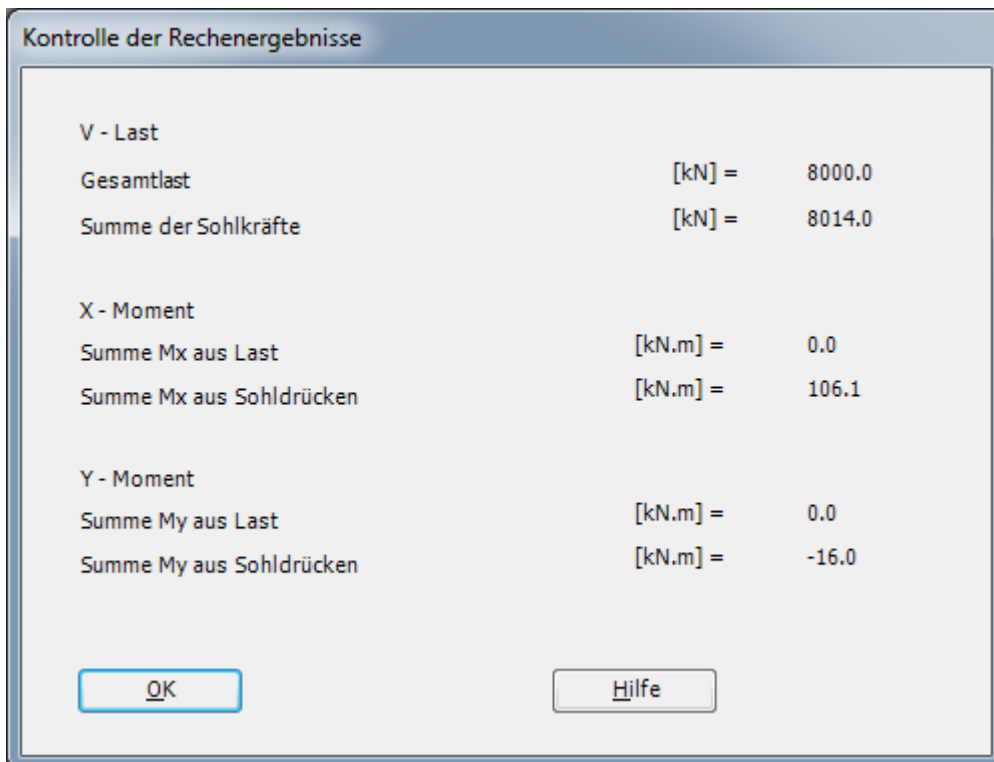 Kontrolle der Rechenergebnisse
V - Last
Gesamtlast [kN] = 8000.0
Summe der Sohlkräfte [kN] = 8014.0
X - Moment
Summe Mx aus Last [kN.m] = 0.0
Summe Mx aus Sohldrücken [kN.m] = 106.1
Y - Moment
Summe My aus Last [kN.m] = 0.0
Summe My aus Sohldrücken [kN.m] = -16.0
OK Hilfe